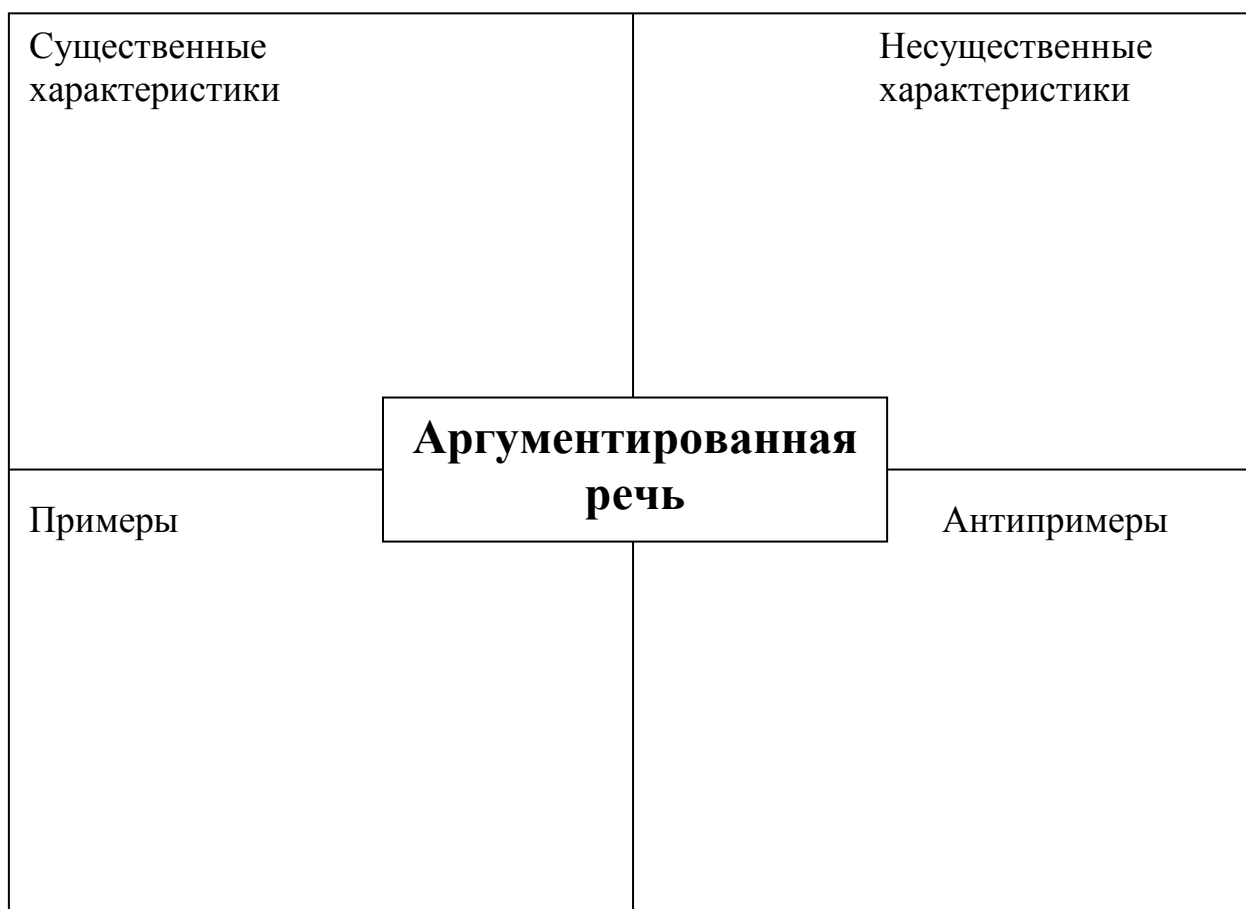 Существенные
характеристики
Несущественные
характеристики
Аргументированная
речь
Примеры
Антипримеры